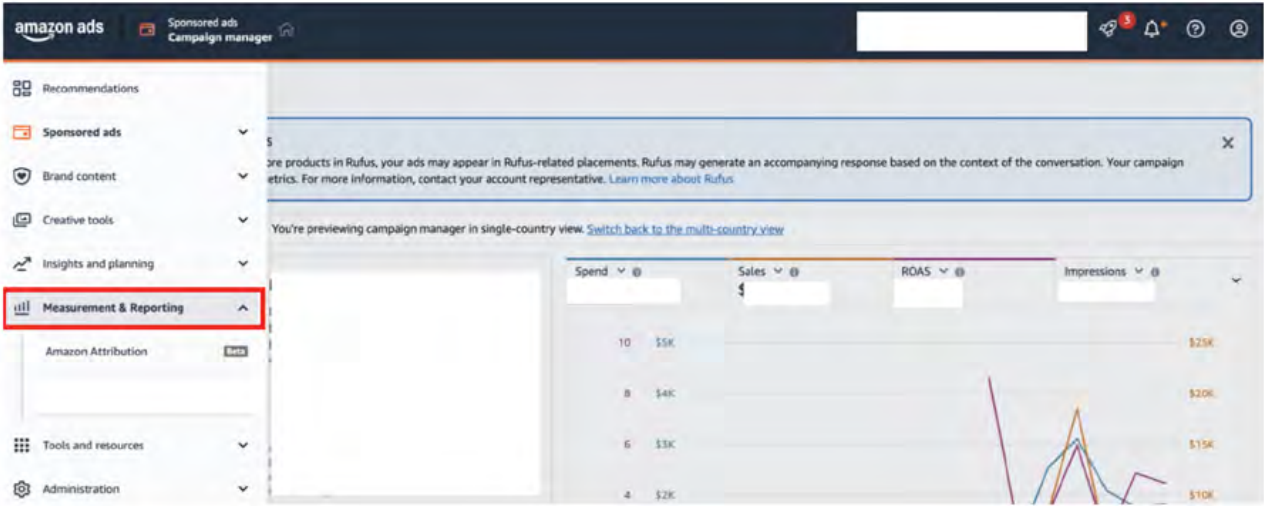 amazon ads
Sponsored ads
Campaign manager
3
Recommendations
Sponsored ads
Brand content
Creative tools
Insights and planning
Measurement & Reporting
Amazon Attribution
Beta
Tools and resources
Administration
s
ore products in Rufus, your ads may appear in Rufus-related placements. Rufus may generate an accompanying response based on the context of the conversation. Your campaign
etrics. For more information, contact your account representative. Learn more about Rufus
You're previewing campaign manager in single-country view. Switch back to the multi-country view
Spend Sales ROAS Impressions
$
10 $5K $25K
8 $4K $20K
6 $3K $15K
4 $2K $10K